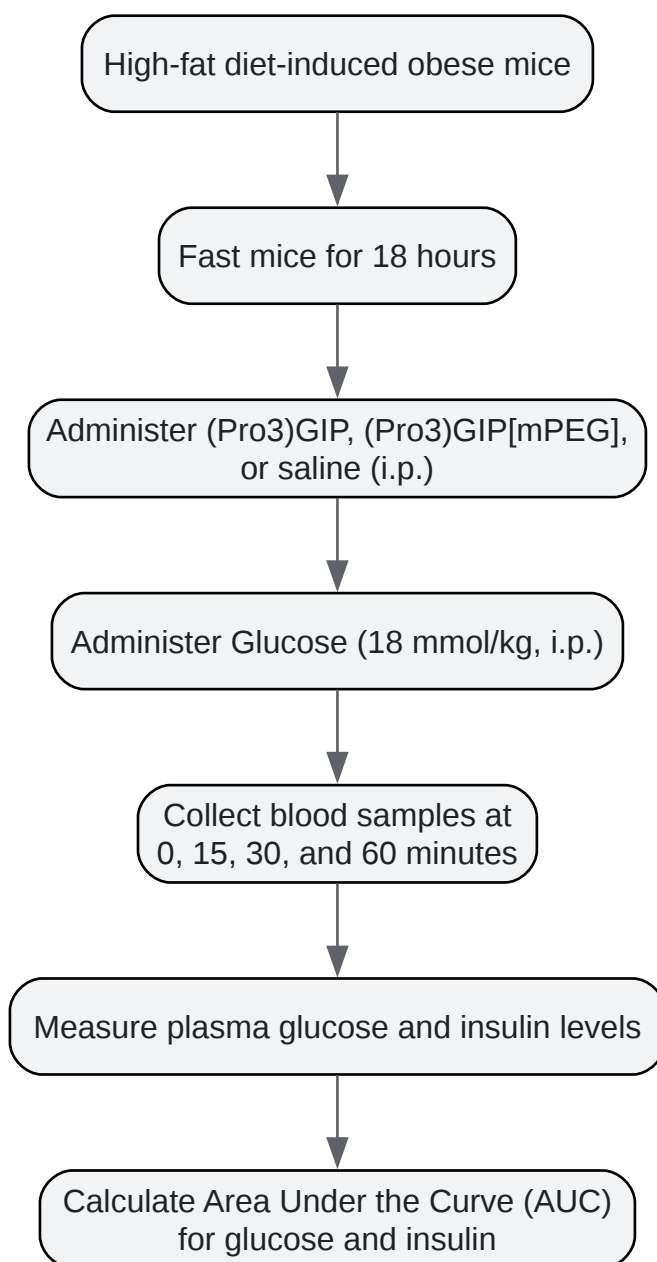 High-fat diet-induced obese mice
Fast mice for 18 hours
Administer (Pro3)GIP, (Pro3)GIP[mPEG],
or saline (i.p.)
Administer Glucose (18 mmol/kg, i.p.)
Collect blood samples at
0, 15, 30, and 60 minutes
Measure plasma glucose and insulin levels
Calculate Area Under the Curve (AUC)
for glucose and insulin